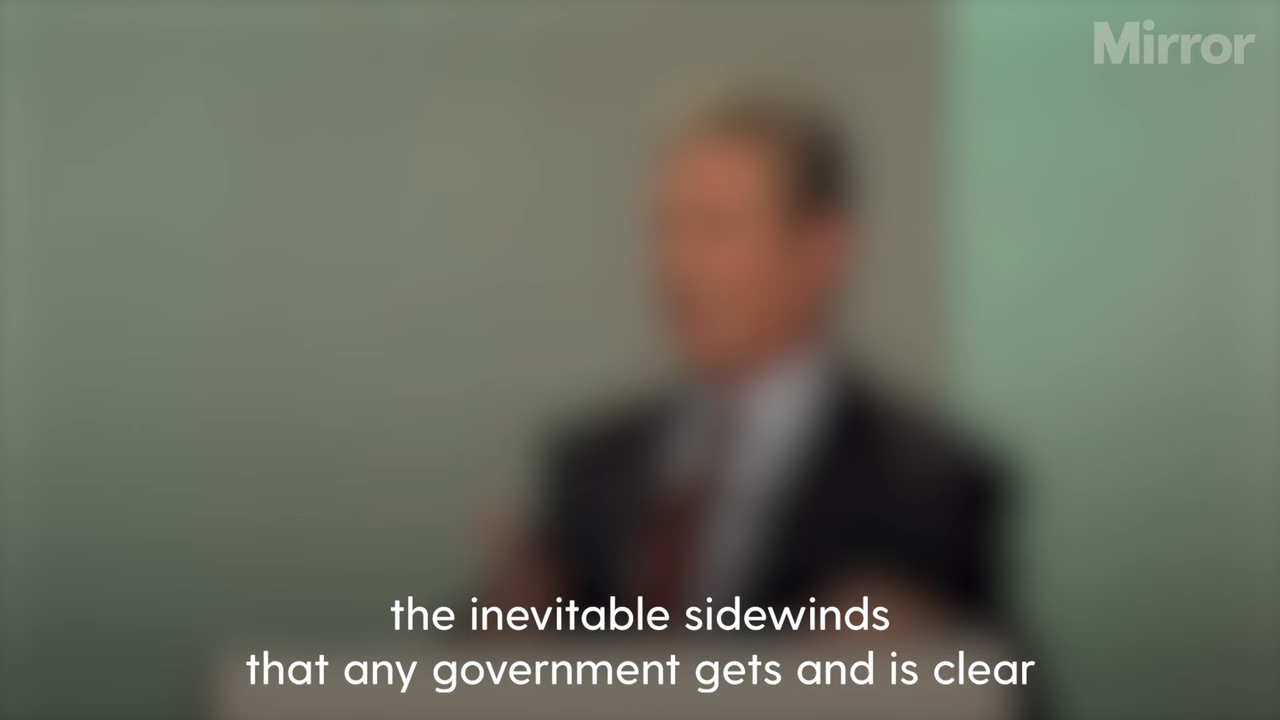 Mirror
the inevitable sidewinds
that any government gets and is clear